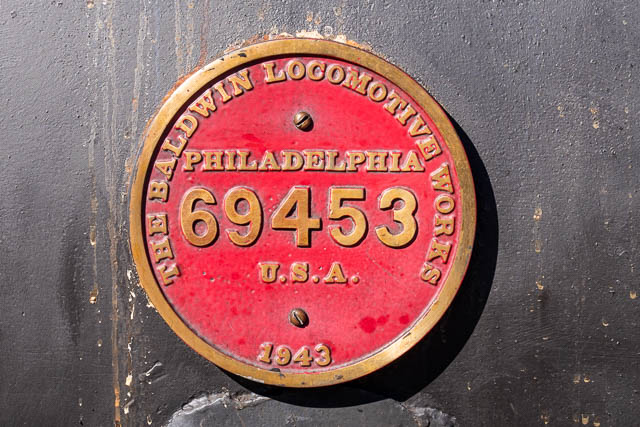 THE BALDWIN LOCOMOTIVE WORKS
PHILADELPHIA
69453
U.S.A.
1943